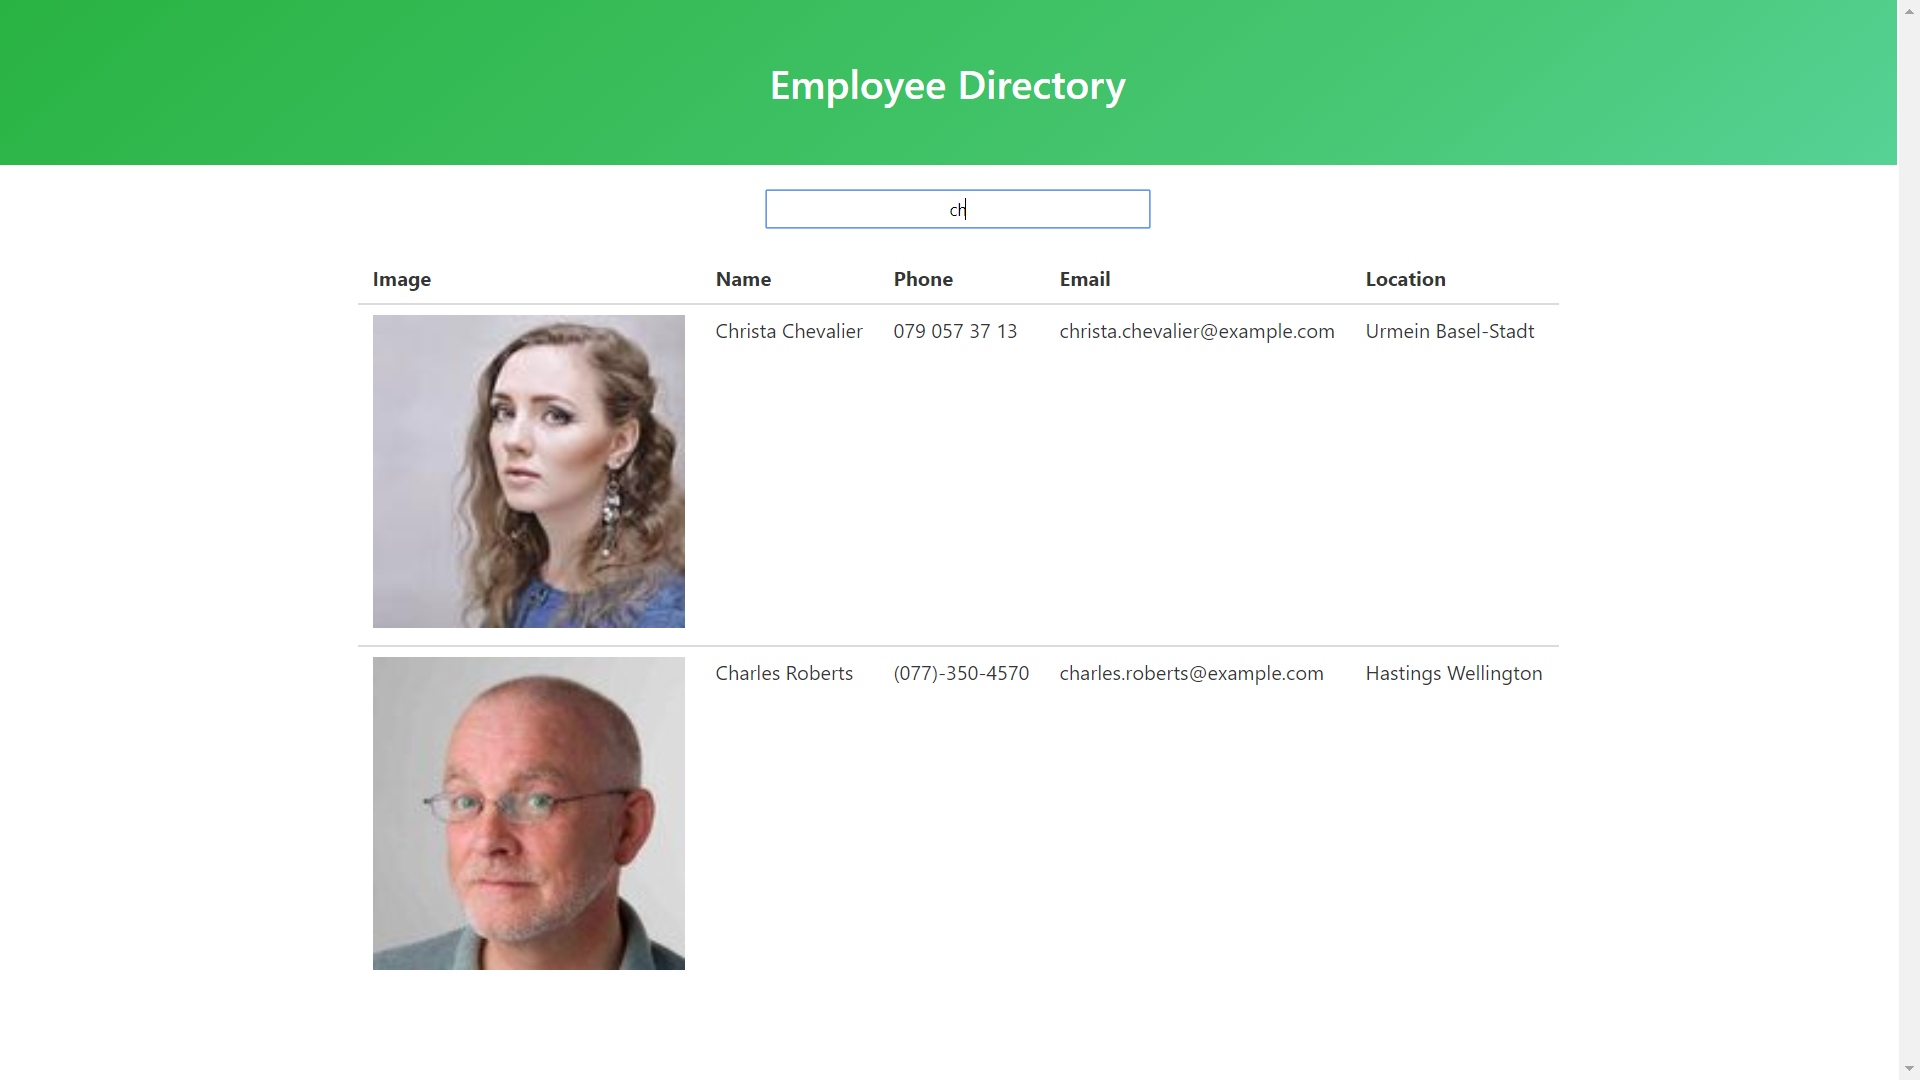 Employee Directory
ch
Image Name Phone Email Location
Christa Chevalier 079 057 37 13 christa.chevalier@example.com Urmein Basel-Stadt
Charles Roberts (077)-350-4570 charles.roberts@example.com Hastings Wellington